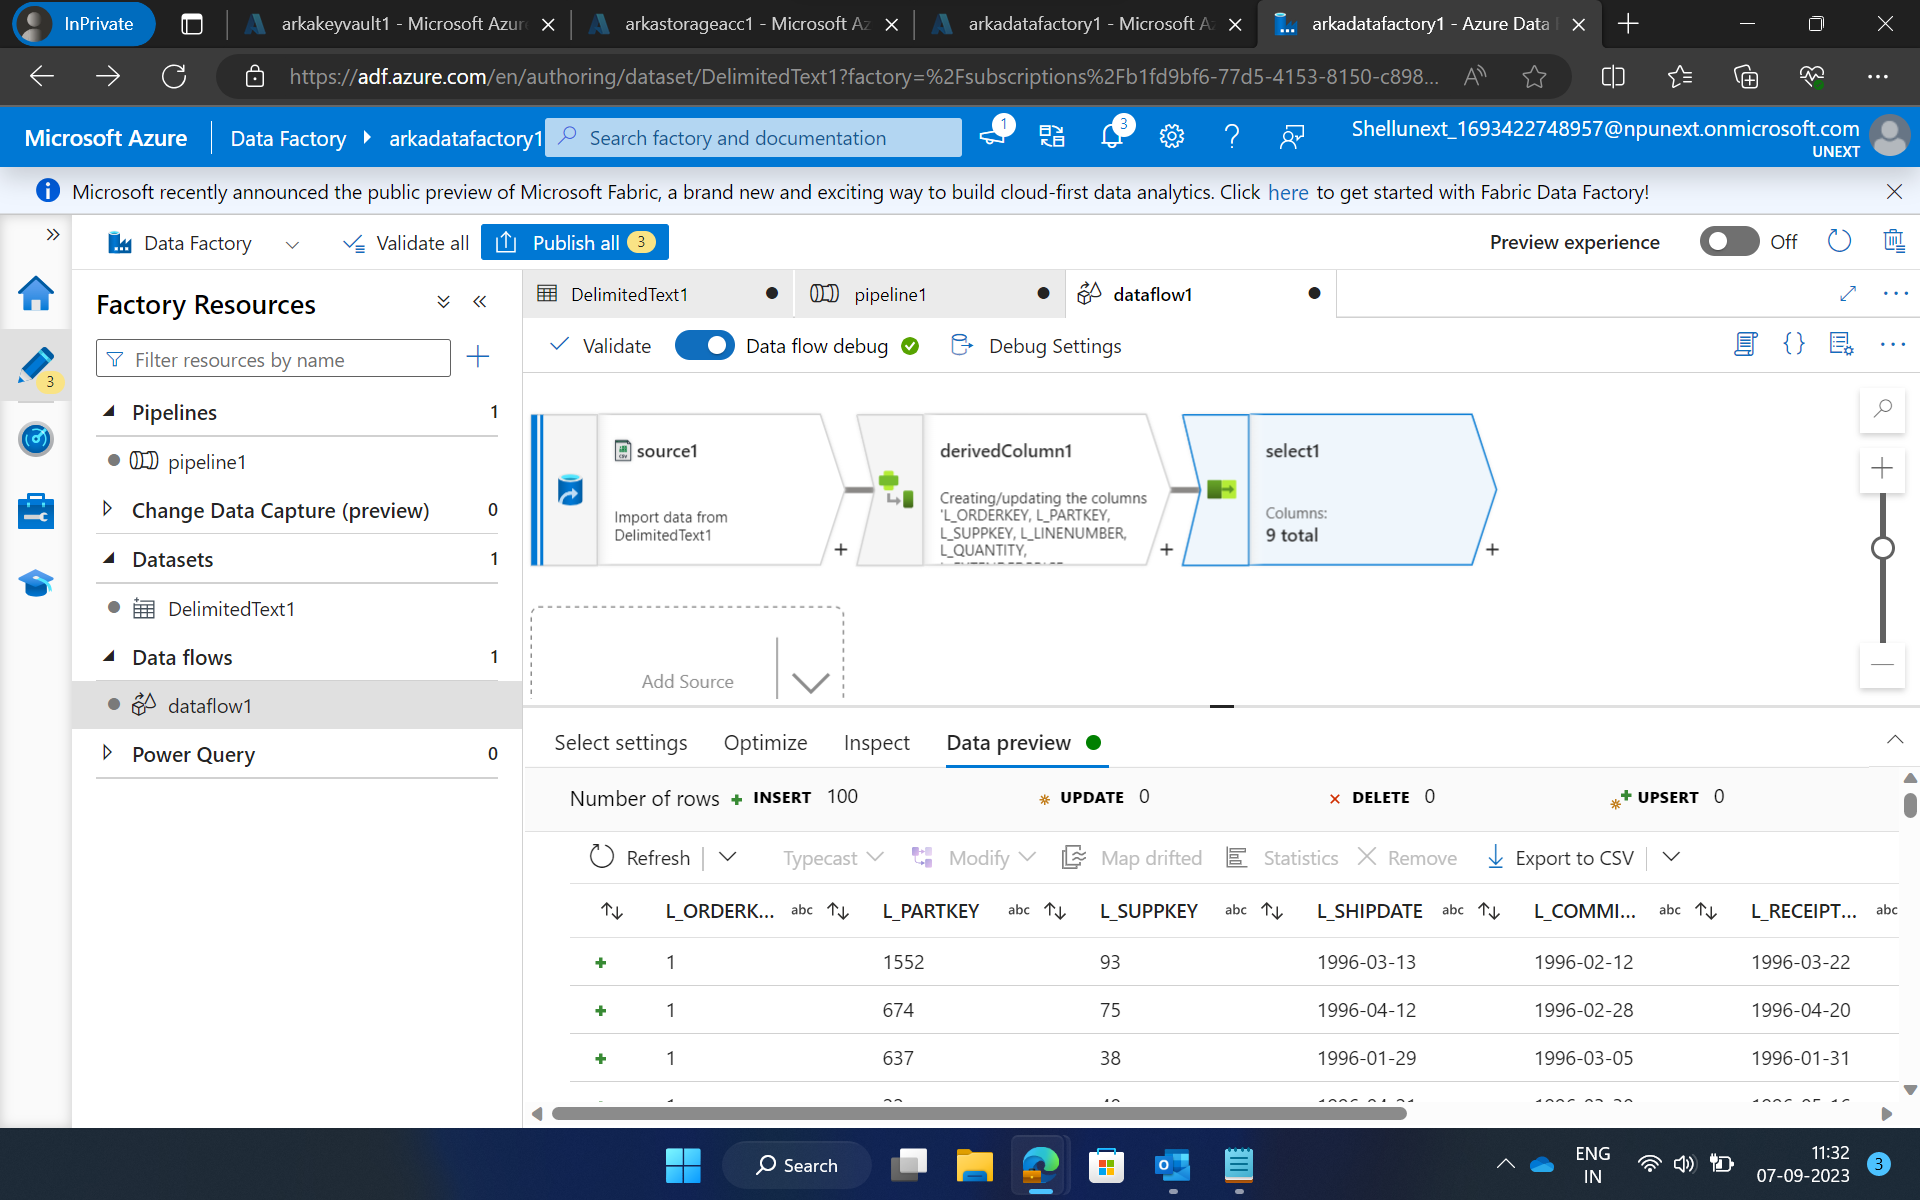 InPrivate
arkakeyvault1 - Microsoft Azur
arkastorageacc1 - Microsoft Az
arkadatafactory1 - Microsoft A
arkadatafactory1 - Azure Data
https://adf.azure.com/en/authoring/dataset/DelimitedText1?factory=%2Fsubscriptions%2Fb1fd9bf6-77d5-4153-8150-c898...
Microsoft Azure
Data Factory
arkadatafactory1
Search factory and documentation
1
3
Shellunext_1693422748957@npunext.onmicrosoft.com
UNEXT
Microsoft recently announced the public preview of Microsoft Fabric, a brand new and exciting way to build cloud-first data analytics. Click here to get started with Fabric Data Factory!
Data Factory
Validate all
Publish all 3
Preview experience
Off
3
Factory Resources
Filter resources by name
Pipelines 1
pipeline1
Change Data Capture (preview) 0
Datasets 1
DelimitedText1
Data flows 1
dataflow1
Power Query 0
DelimitedText1
pipeline1
dataflow1
Validate
Data flow debug
Debug Settings
source1
Import data from
DelimitedText1
derivedColumn1
Creating/updating the columns
'L_ORDERKEY, L_PARTKEY,
L_SUPPKEY, L_LINENUMBER,
L_QUANTITY,
select1
Columns:
9 total
Add Source
Select settings
Optimize
Inspect
Data preview
Number of rows
INSERT 100
UPDATE 0
DELETE 0
UPSERT 0
Refresh
Typecast
Modify
Map drifted
Statistics
Remove
Export to CSV
L_ORDERK... abc L_PARTKEY abc L_SUPPKEY abc L_SHIPDATE abc L_COMMI... abc L_RECEIPT... abc
1 1552 93 1996-03-13 1996-02-12 1996-03-22
1 674 75 1996-04-12 1996-02-28 1996-04-20
1 637 38 1996-01-29 1996-03-05 1996-01-31
Search
ENG
IN
11:32
07-09-2023
3